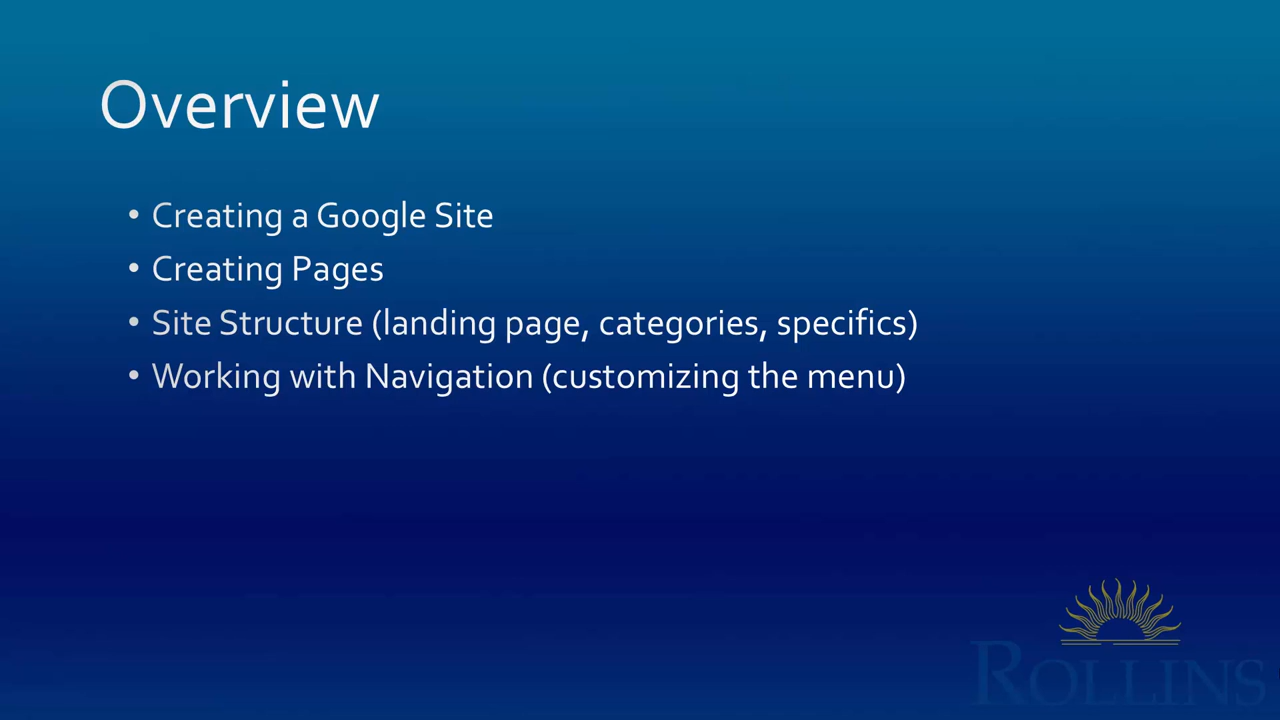 Overview
• Creating a Google Site
• Creating Pages
• Site Structure (landing page, categories, specifics)
• Working with Navigation (customizing the menu)
ROLLINS